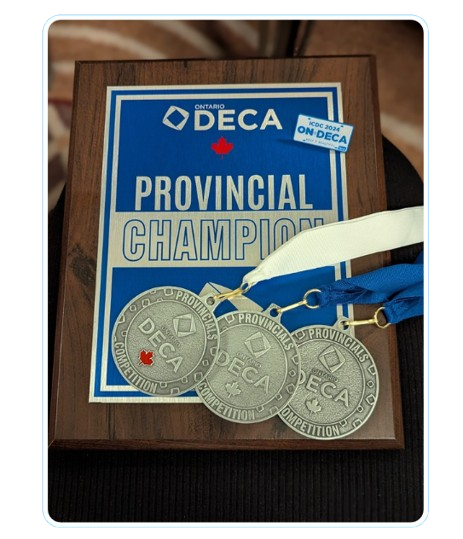 ONTARIO
DECA
ICDC 2024
ON DECA
PROVINCIAL
CHAMPION
PROVINCIALS
DECA
COMPETITION
PROVINCIALS
DECA
COMPETITION
PROVINCIALS
DECA
COMPETITION